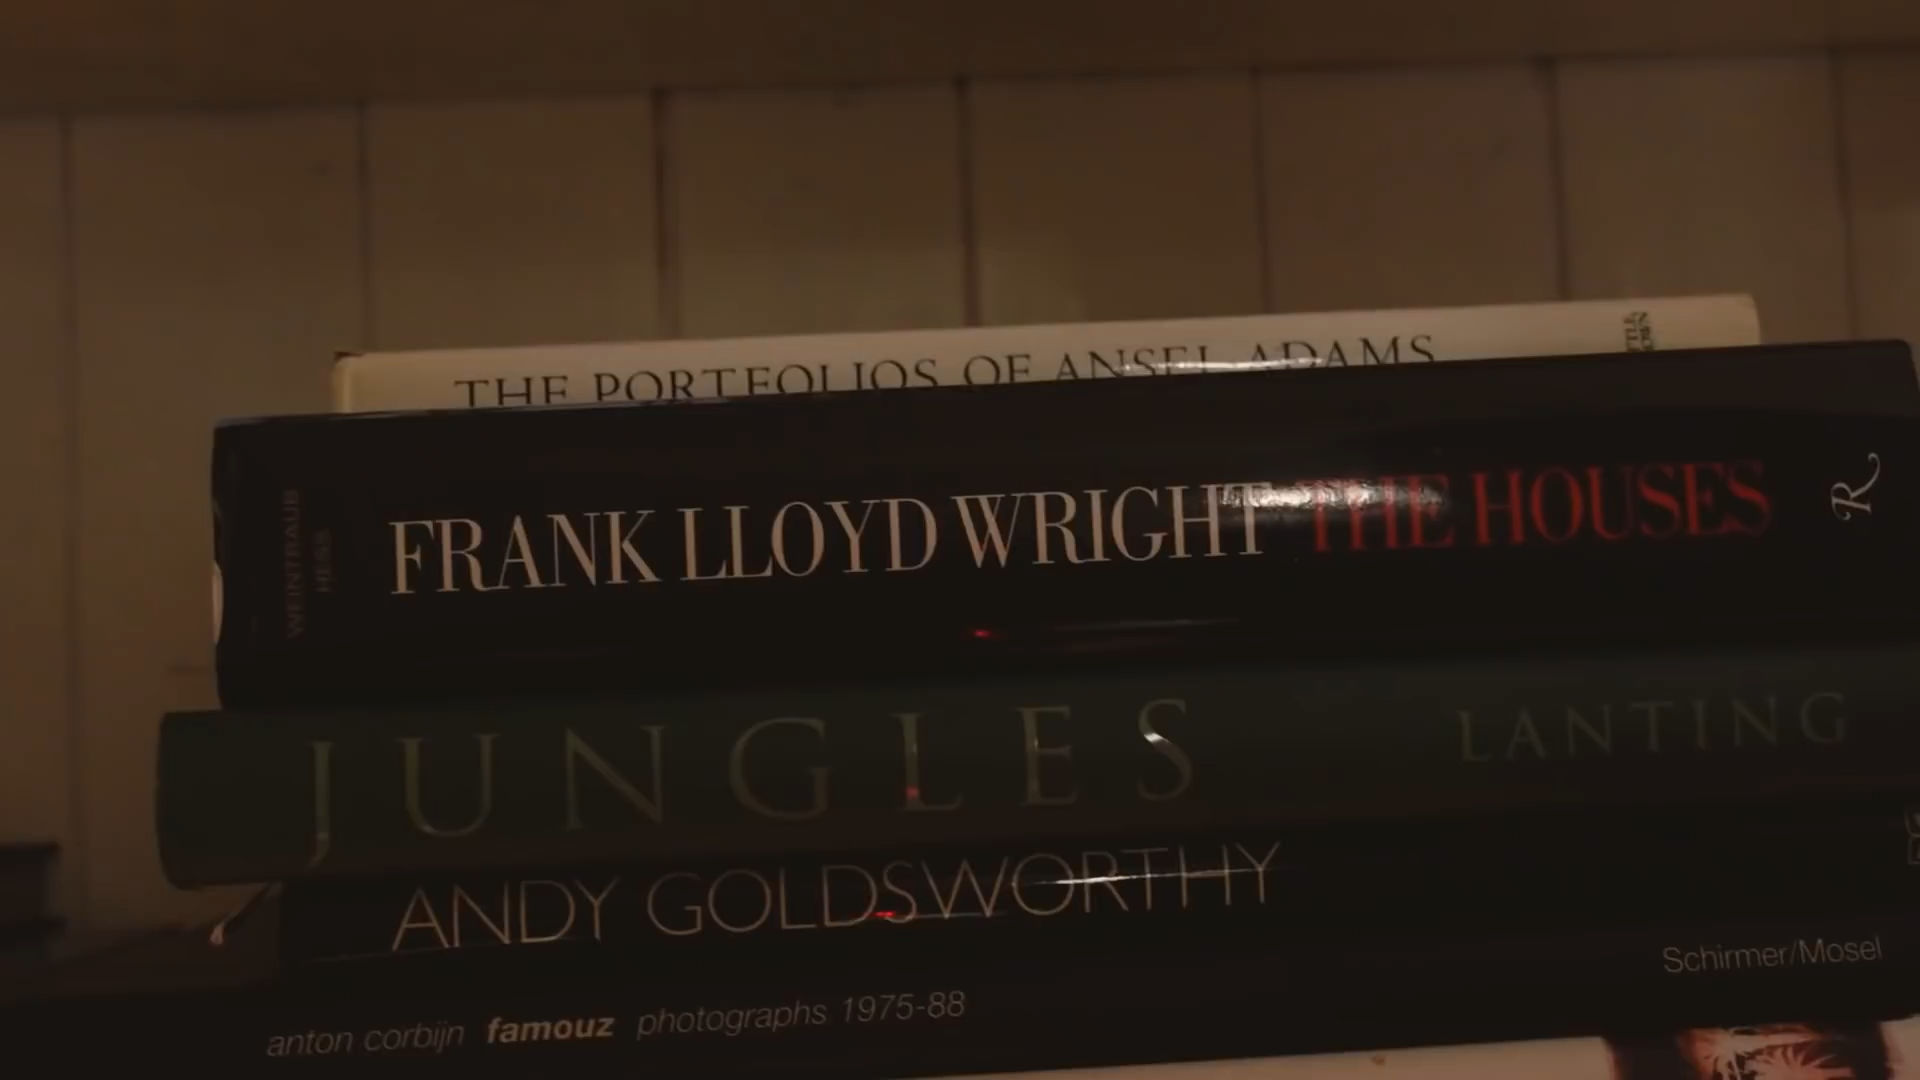 THE PORTFOLIOS OF ANSEL ADAMS
WEINTRAUB
HESS
FRANK LLOYD WRIGHT THE HOUSES R
JUNGLES LANTING
ANDY GOLDSWORTHY
Schirmer/Mosel
anton corbijn famouz photographs 1975-88